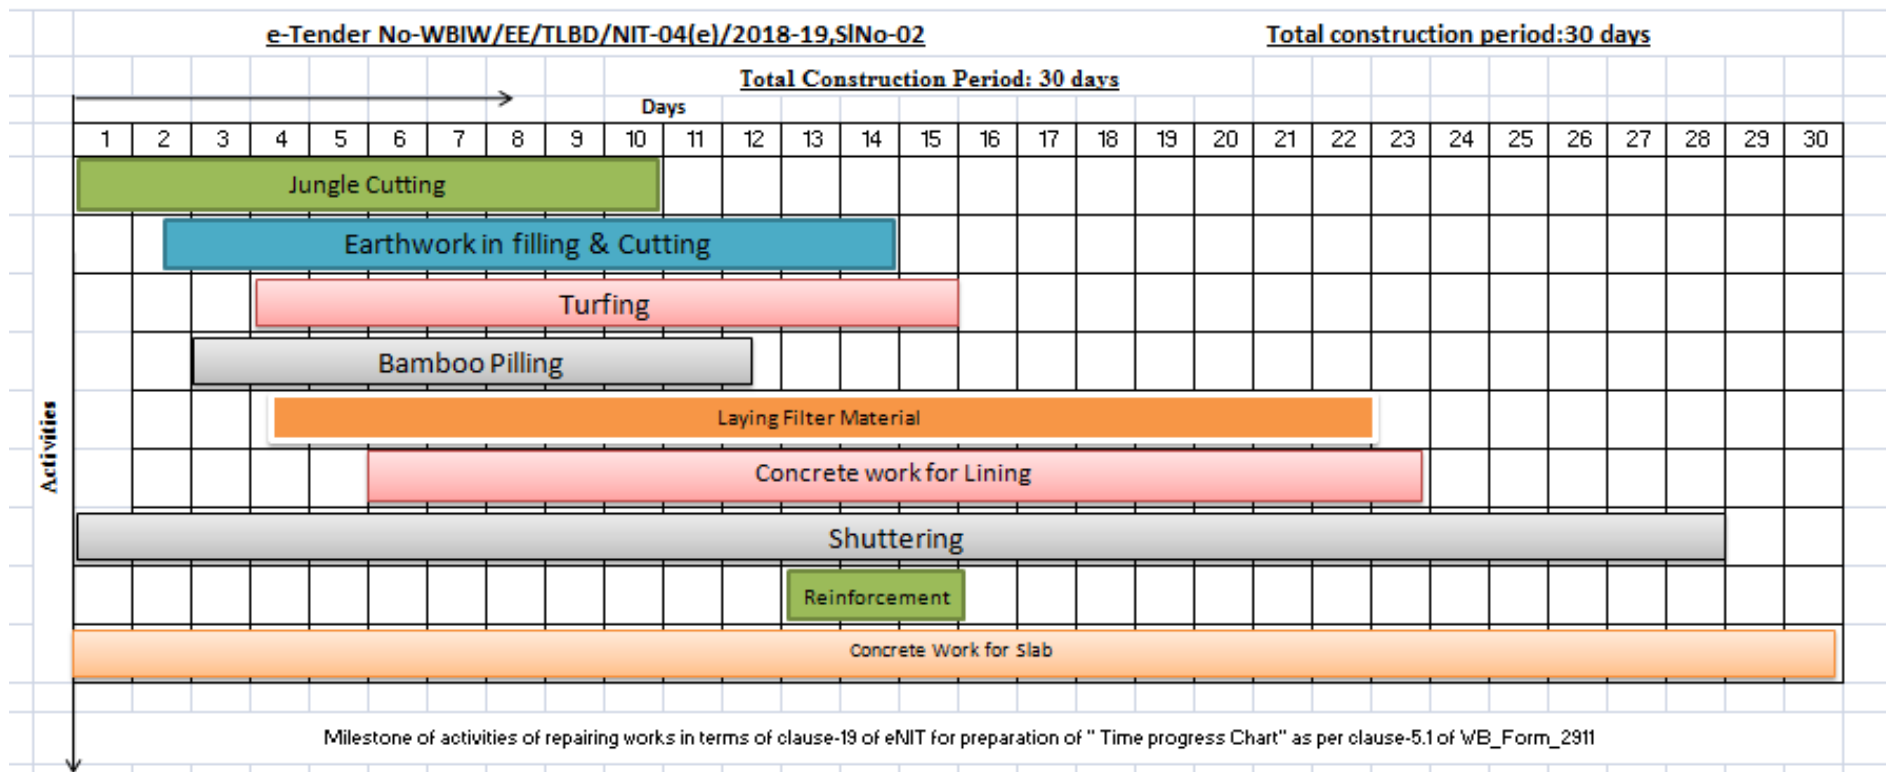 e-Tender No-WBIW/EE/TLBD/NIT-04(e)/2018-19,SlNo-02 Total construction period:30 days
Total Construction Period: 30 days
Days
1 2 3 4 5 6 7 8 9 10 11 12 13 14 15 16 17 18 19 20 21 22 23 24 25 26 27 28 29 30
Jungle Cutting
Earthwork in filling & Cutting
Turfing
Bamboo Pilling
Laying Filter Material
Activities
Concrete work for Lining
Shuttering
Reinforcement
Concrete Work for Slab
Milestone of activities of repairing works in terms of clause-19 of eNIT for preparation of " Time progress Chart" as per clause-5.1 of WB_Form_2911